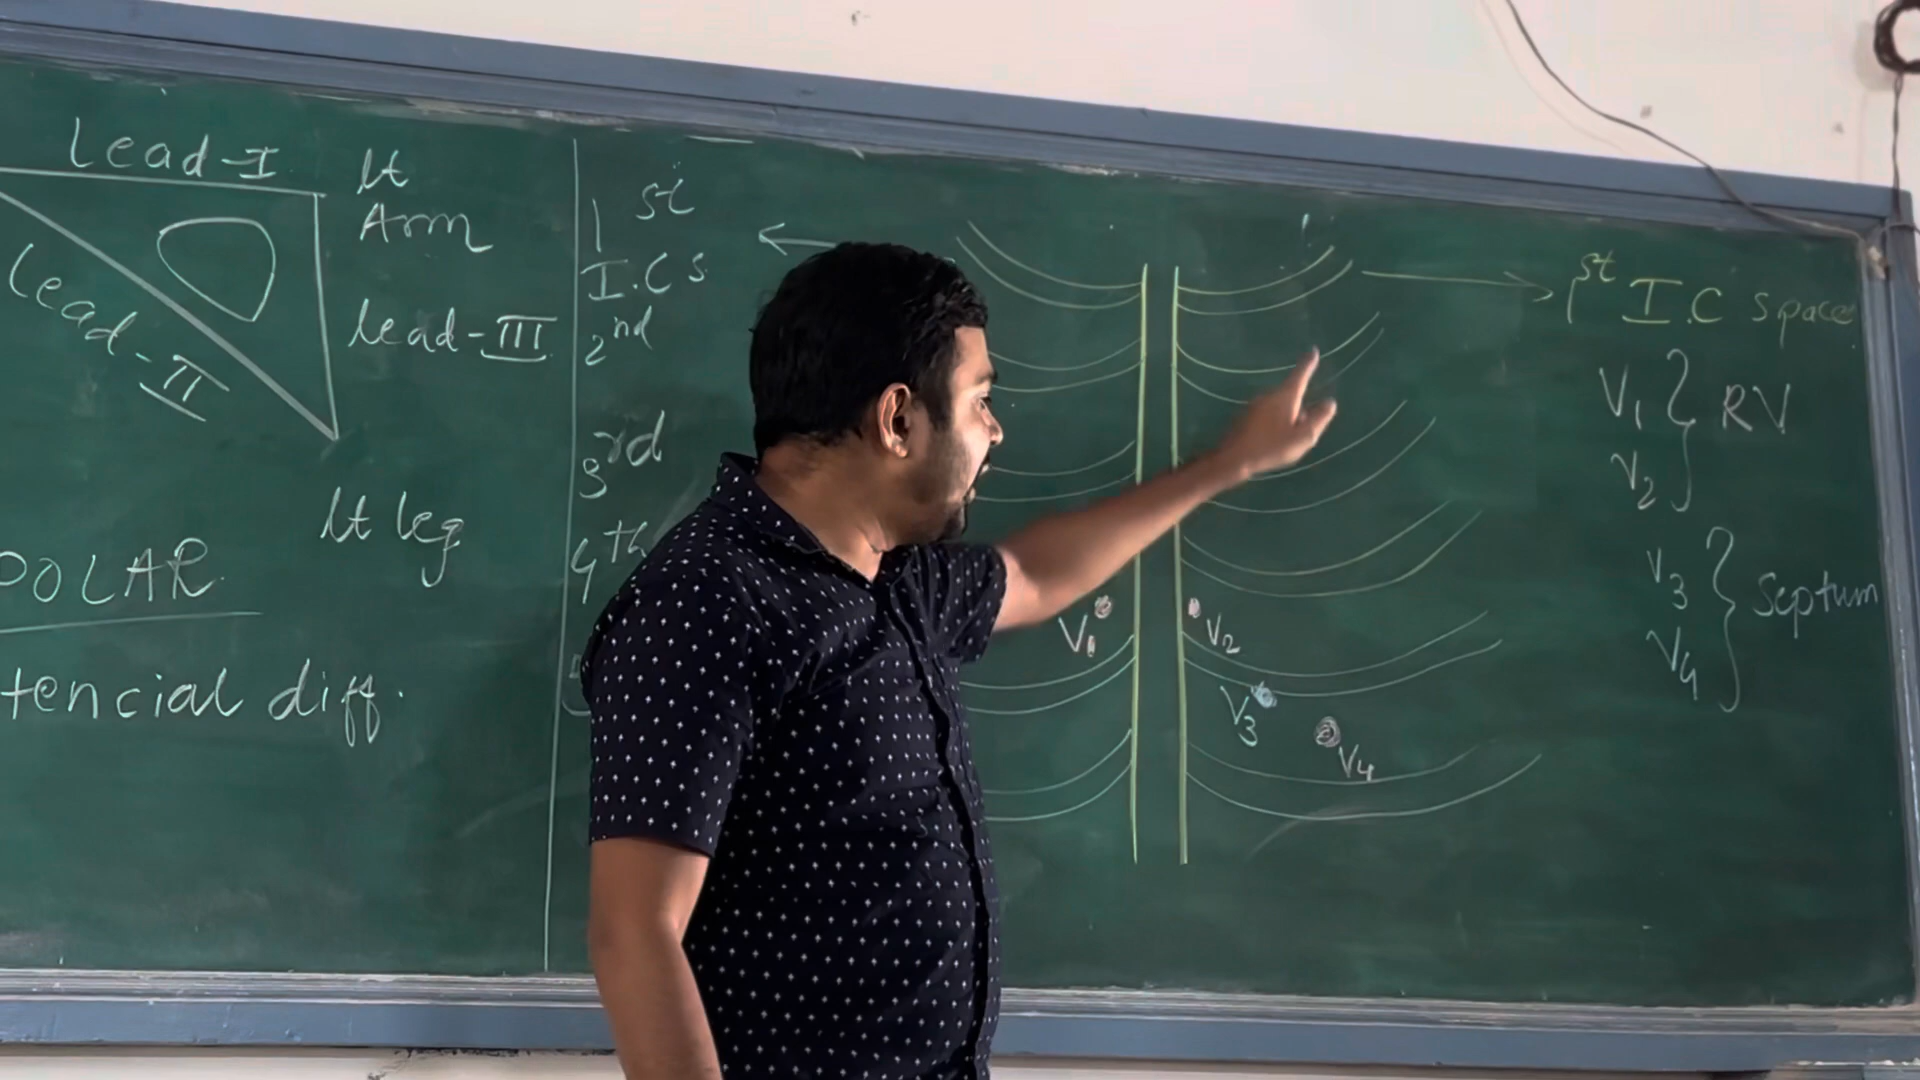 Lead-I
Lt
Arm
Lead-II
Lead-III
Lt leg
POLAR
tencial diff.
1st
I.C s
2nd
3rd
4th
V1
V2
V3
V4
1st I.C space
V1
V2
RV
V3
V4
Septum